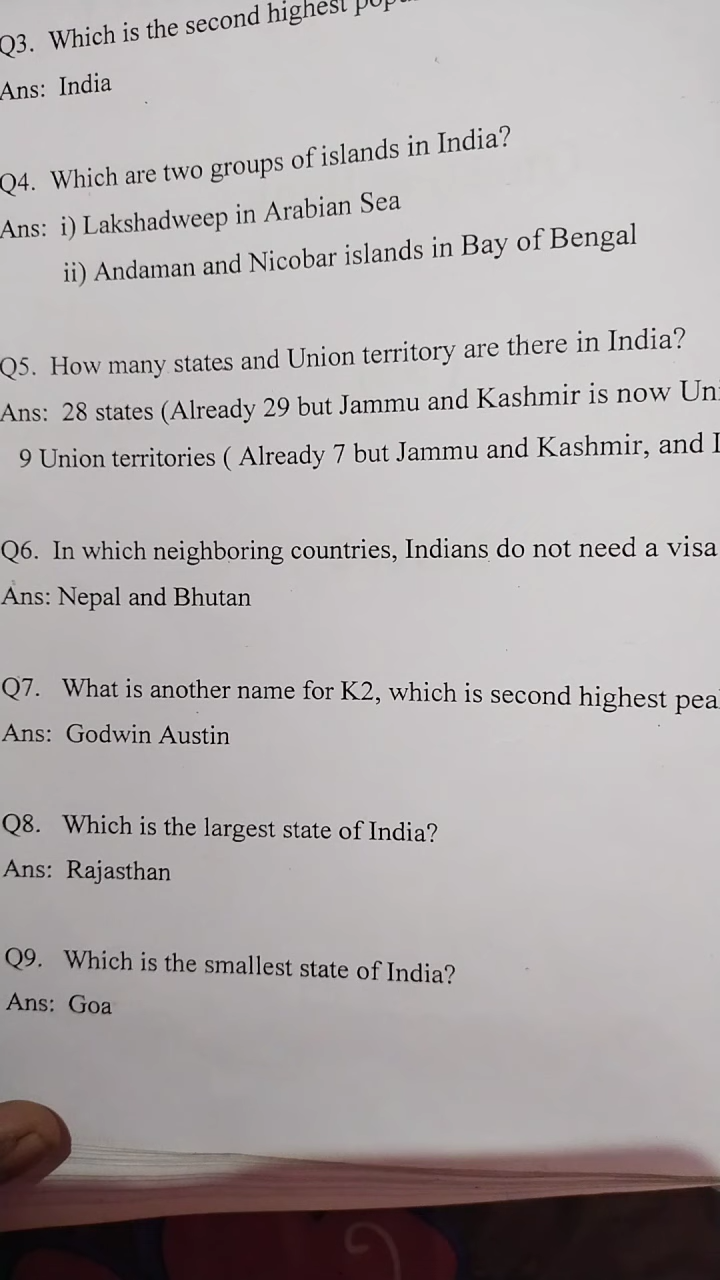 Q3. Which is the second highest
Ans: India
Q4. Which are two groups of islands in India?
Ans: i) Lakshadweep in Arabian Sea
ii) Andaman and Nicobar islands in Bay of Bengal
Q5. How many states and Union territory are there in India?
Ans: 28 states (Already 29 but Jammu and Kashmir is now
9 Union territories ( Already 7 but Jammu and Kashmir, and
Q6. In which neighboring countries, Indians do not need a visa
Ans: Nepal and Bhutan
Q7. What is another name for K2, which is second highest
Ans: Godwin Austin
Q8. Which is the largest state of India?
Ans: Rajasthan
Q9. Which is the smallest state of India?
Ans: Goa